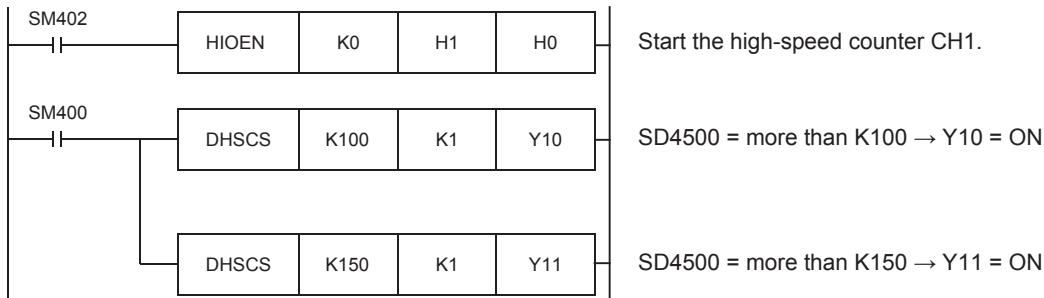 SM402
HIOEN K0 H1 H0 Start the high-speed counter CH1.
SM400
DHSCS K100 K1 Y10 SD4500 = more than K100 → Y10 = ON
DHSCS K150 K1 Y11 SD4500 = more than K150 → Y11 = ON